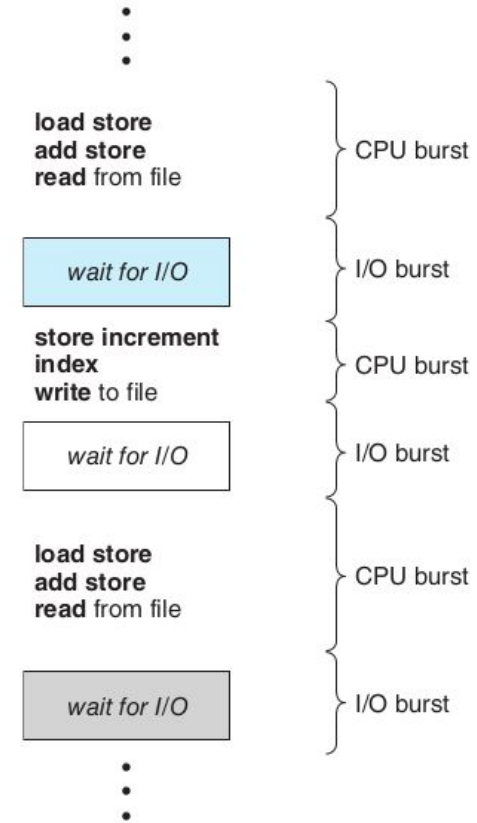 load store
add store
read from file
CPU burst
wait for I/O
I/O burst
store increment
index
write to file
CPU burst
wait for I/O
I/O burst
load store
add store
read from file
CPU burst
wait for I/O
I/O burst